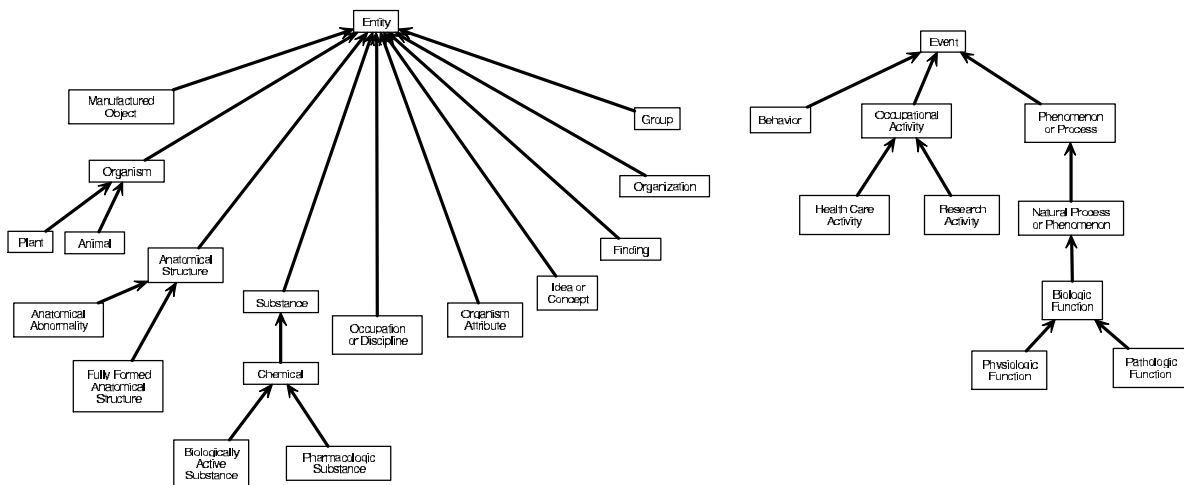 Entity
Event
Manufactured
Object
Group
Behavior
Occupational
Activity
Phenomenon
or Process
Organism
Organization
Plant
Animal
Health Care
Activity
Research
Activity
Natural Process
or Phenomenon
Anatomical
Structure
Finding
Idea or
Concept
Anatomical
Abnormality
Substance
Occupation
or Discipline
Organism
Attribute
Biologic
Function
Fully Formed
Anatomical
Structure
Chemical
Physiologic
Function
Pathologic
Function
Biologically
Active
Substance
Pharmacologic
Substance